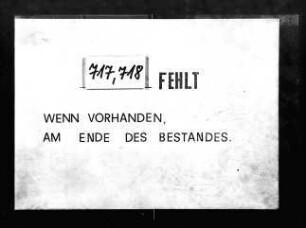 717,718 FEHLT
WENN VORHANDEN,
AM ENDE DES BESTANDES.